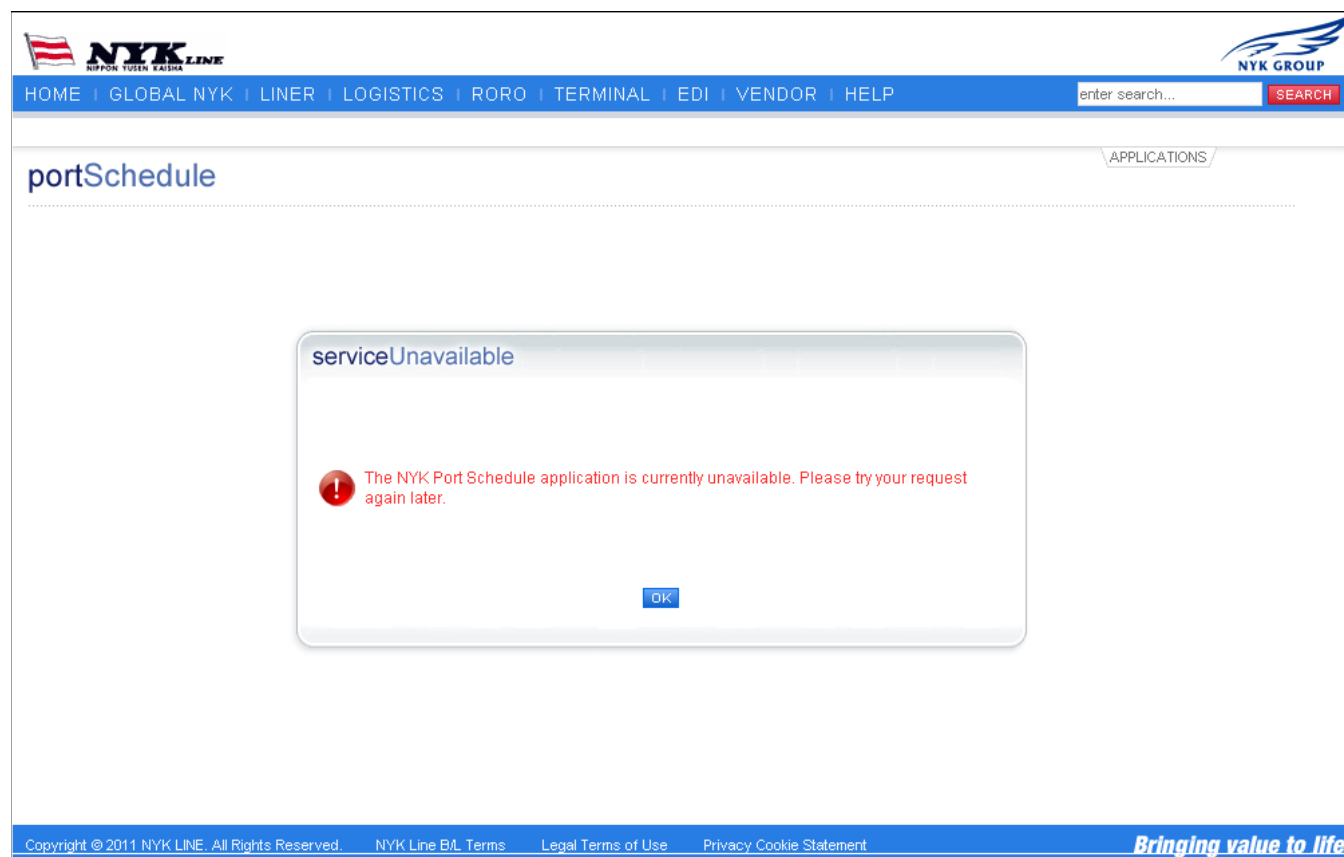 NYK LINE
NIPPON YUSEN KAISHA
NYK GROUP
HOME | GLOBAL NYK | LINER | LOGISTICS | RORO | TERMINAL | EDI | VENDOR | HELP
enter search...
SEARCH
APPLICATIONS
portSchedule
serviceUnavailable
The NYK Port Schedule application is currently unavailable. Please try your request
again later.
OK
Copyright © 2011 NYK LINE. All Rights Reserved. NYK Line B/L Terms Legal Terms of Use Privacy Cookie Statement
Bringing value to life